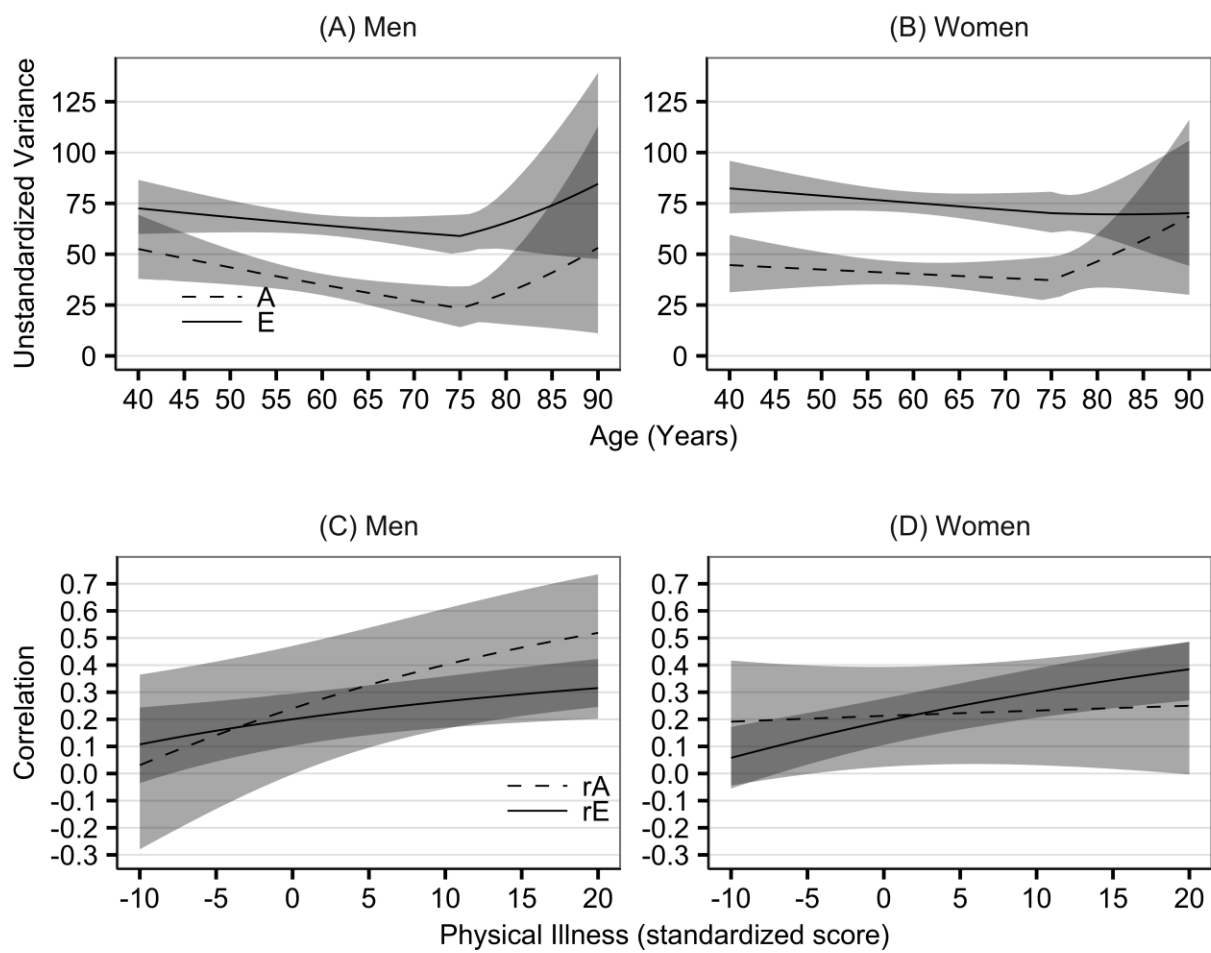 (A) Men
(B) Women
Unstandardized Variance
125
100
75
50
25
0
A
E
40 45 50 55 60 65 70 75 80 85 90
125
100
75
50
25
0
40 45 50 55 60 65 70 75 80 85 90
Age (Years)
(C) Men
(D) Women
Correlation
0.7
0.6
0.5
0.4
0.3
0.2
0.1
0.0
-0.1
-0.2
-0.3
rA
rE
-10 -5 0 5 10 15 20
0.7
0.6
0.5
0.4
0.3
0.2
0.1
0.0
-0.1
-0.2
-0.3
-10 -5 0 5 10 15 20
Physical Illness (standardized score)